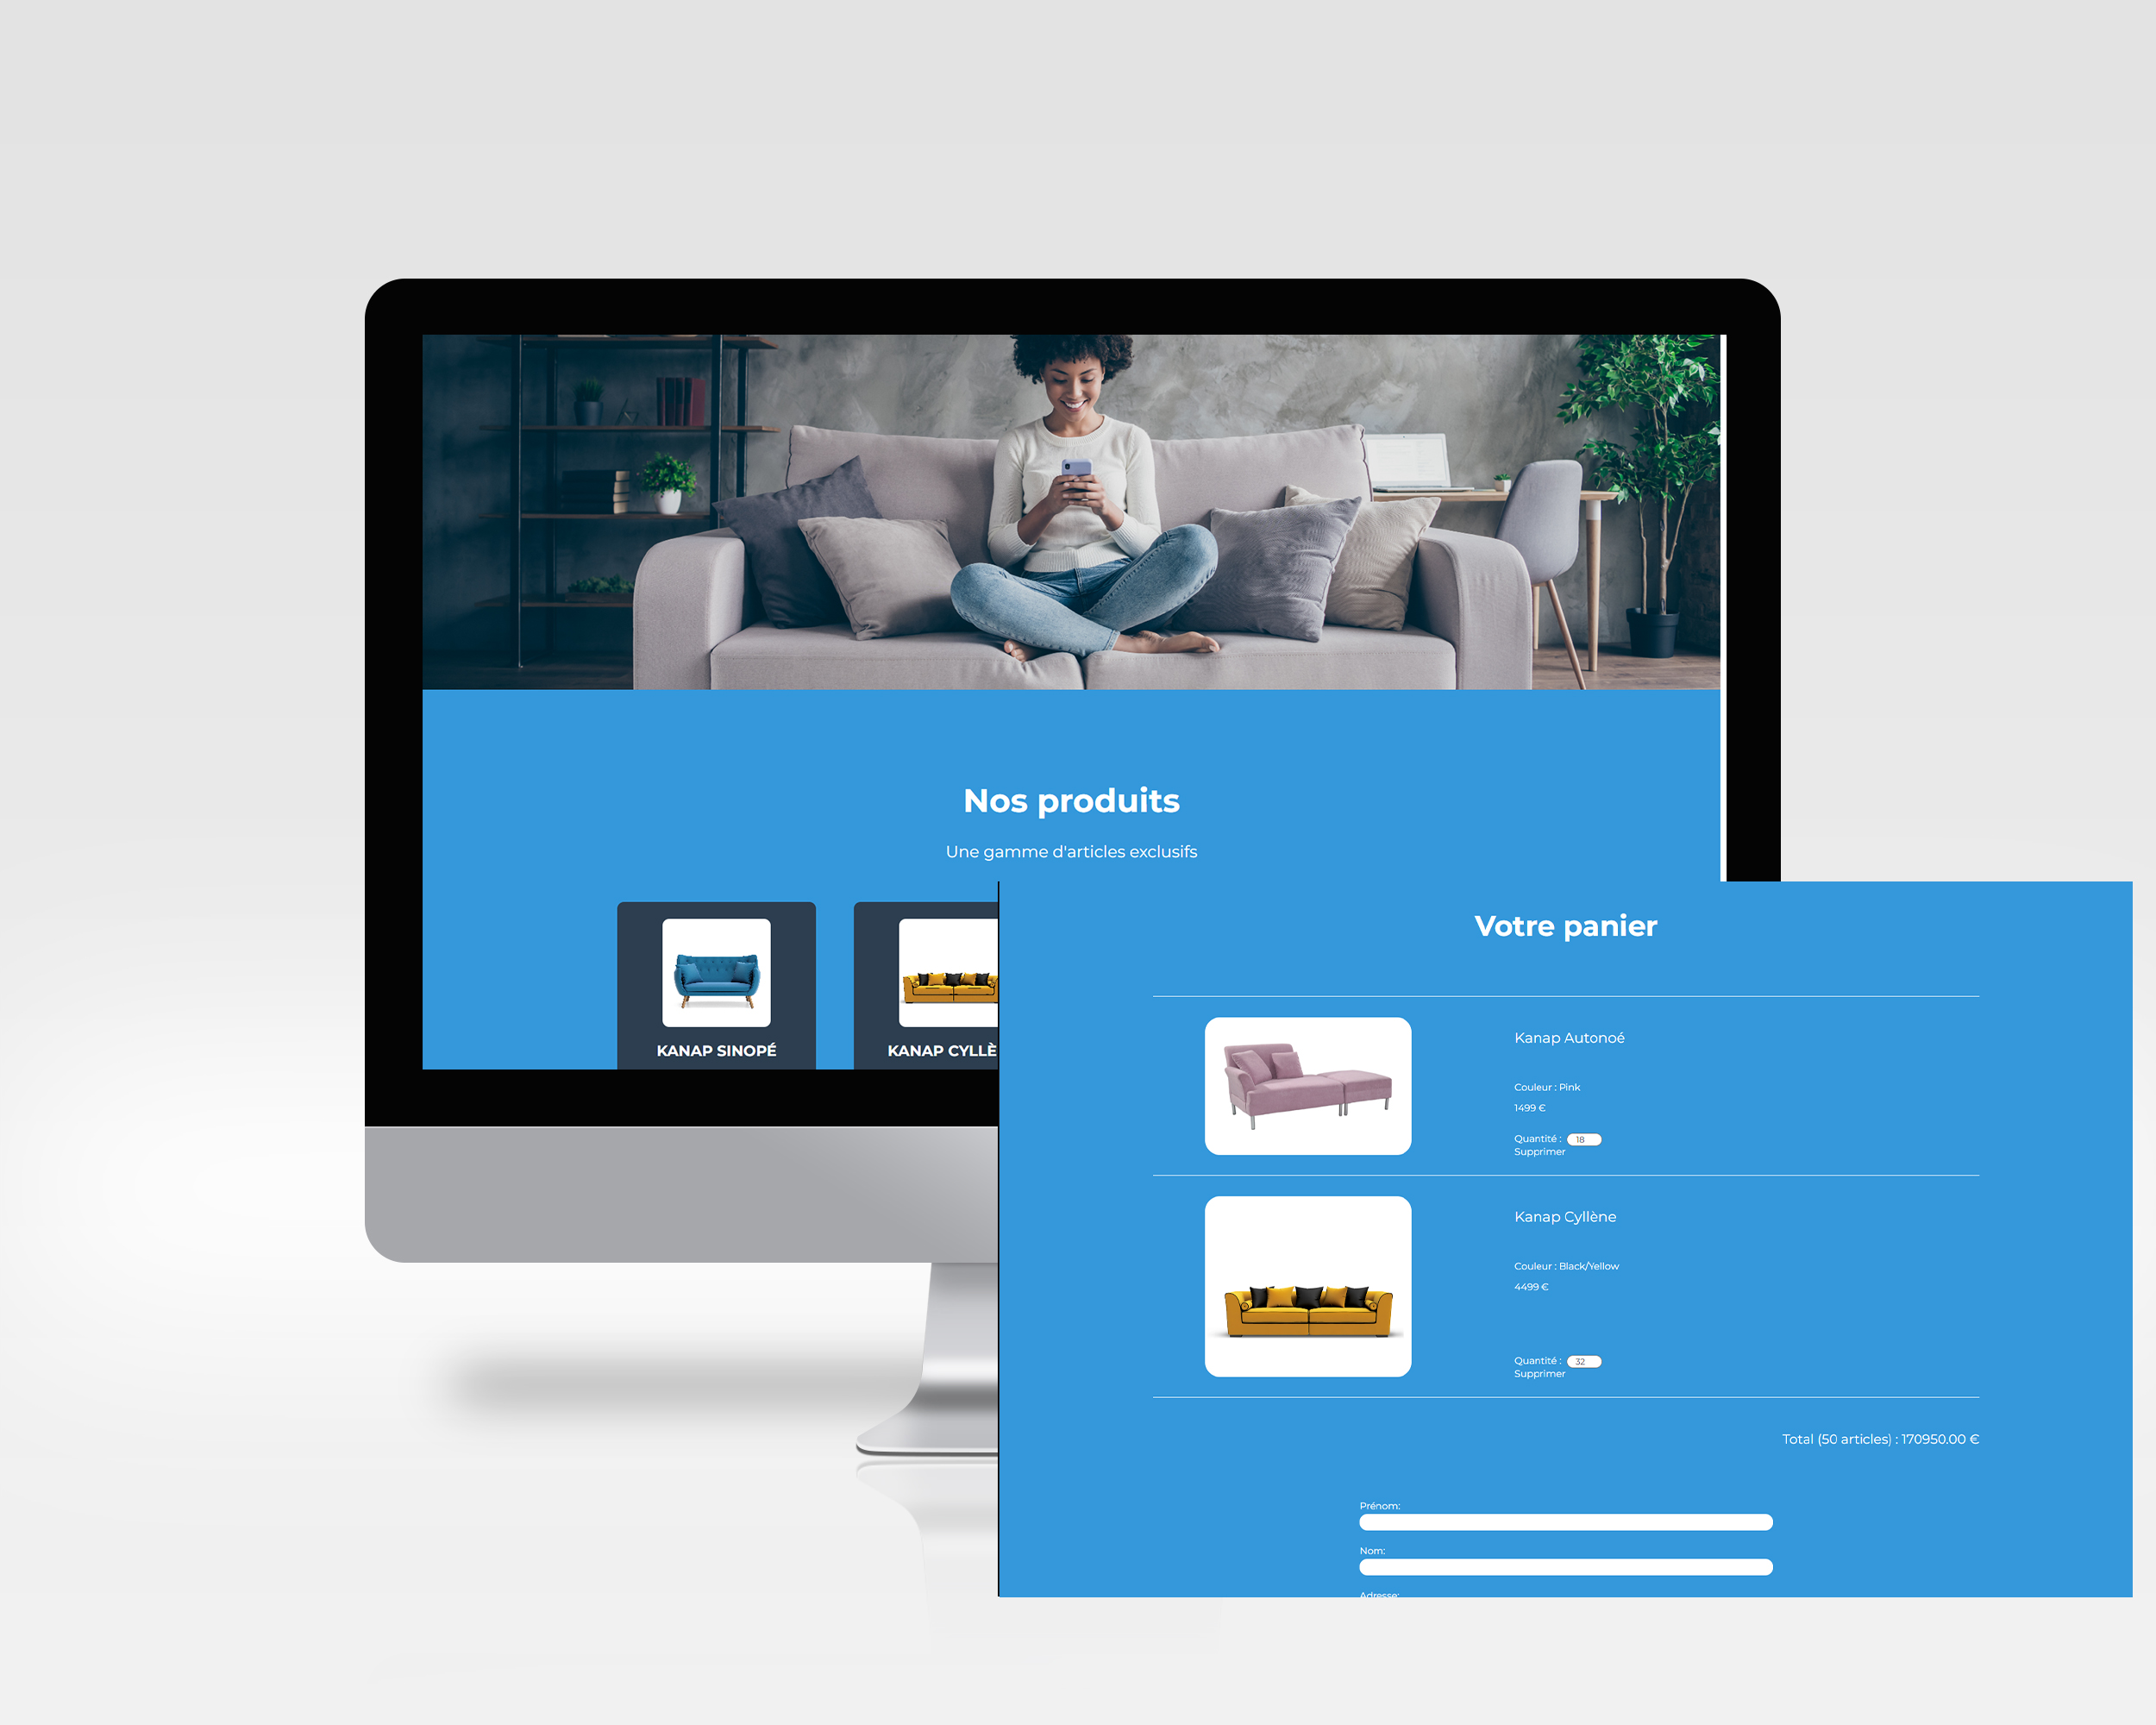 Nos produits
Une gamme d'articles exclusifs
KANAP SINOPÉ
KANAP CYLLÈ
Votre panier
Kanap Autonoé
Couleur : Pink
1499 €
Quantité : 18
Supprimer
Kanap Cyllène
Couleur : Black/Yellow
4499 €
Quantité : 32
Supprimer
Total (50 articles) : 170950.00 €
Prénom:
Nom:
Adresse: